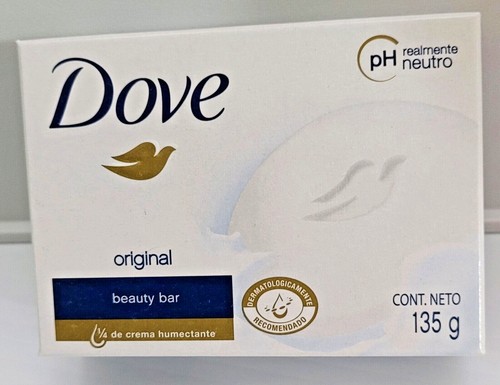 Dove
pH realmente
neutro
original
beauty bar
¼ de crema humectante
DERMATOLOGICAMENTE
RECOMENDADO
CONT. NETO
135 g